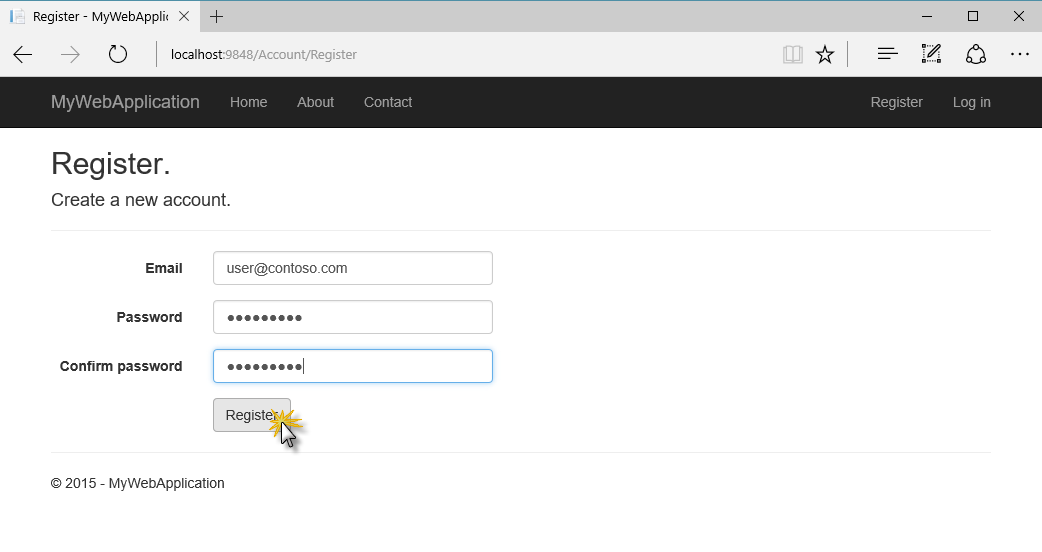 Register - MyWebApplic
localhost:9848/Account/Register
MyWebApplication Home About Contact Register Log in
Register.
Create a new account.
Email user@contoso.com
Password ●●●●●●●●●
Confirm password ●●●●●●●●●
Register
© 2015 - MyWebApplication